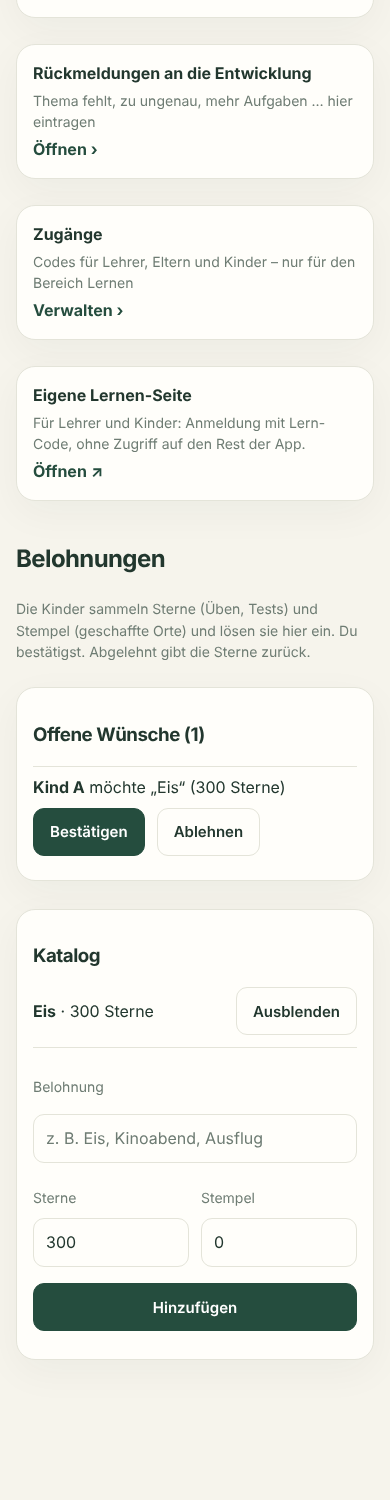 Rückmeldungen an die Entwicklung
Thema fehlt, zu ungenau, mehr Aufgaben … hier
eintragen
Öffnen ›
Zugänge
Codes für Lehrer, Eltern und Kinder – nur für den
Bereich Lernen
Verwalten ›
Eigene Lernen-Seite
Für Lehrer und Kinder: Anmeldung mit Lern-
Code, ohne Zugriff auf den Rest der App.
Öffnen ↗
Belohnungen
Die Kinder sammeln Sterne (Üben, Tests) und
Stempel (geschaffte Orte) und lösen sie hier ein. Du
bestätigst. Abgelehnt gibt die Sterne zurück.
Offene Wünsche (1)
Kind A möchte „Eis“ (300 Sterne)
Bestätigen Ablehnen
Katalog
Eis · 300 Sterne Ausblenden
Belohnung
z. B. Eis, Kinoabend, Ausflug
Sterne Stempel
300 0
Hinzufügen